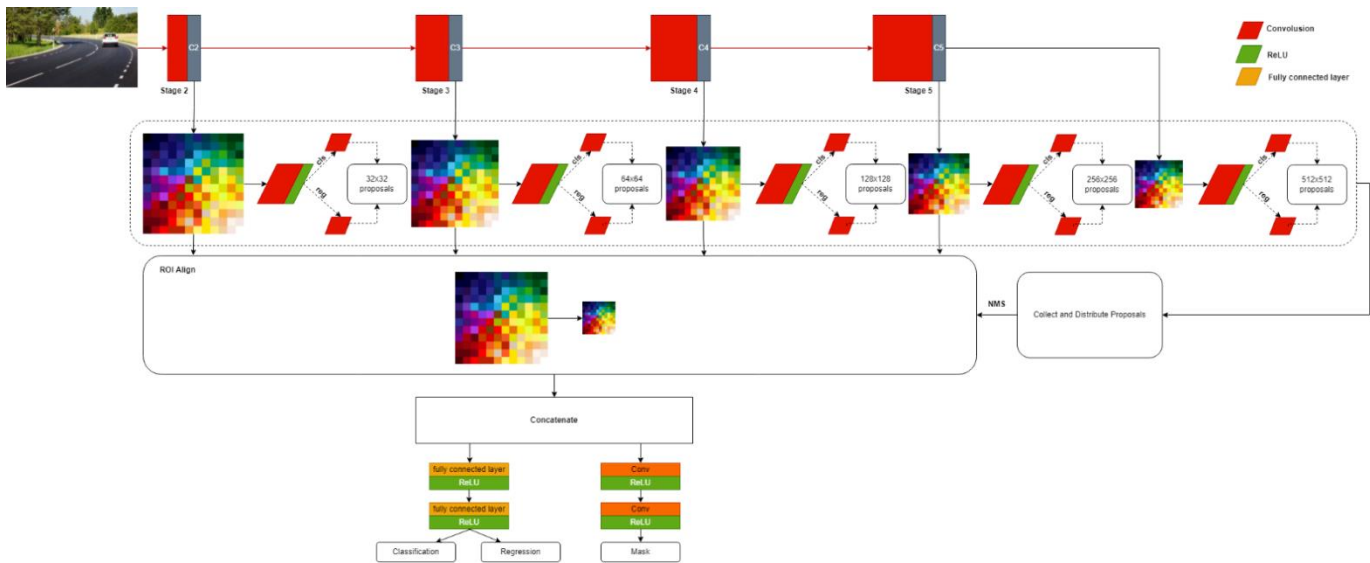 C2
C3
C4
C5
Convolusion
ReLU
Fully connected layer
Stage 2
Stage 3
Stage 4
Stage 5
cls
reg
32x32
proposals
cls
reg
64x64
proposals
cls
reg
128x128
proposals
cls
reg
256x256
proposals
cls
reg
512x512
proposals
ROI Align
NMS
Collect and Distribute Proposals
Concatenate
fully connected layer
ReLU
fully connected layer
ReLU
Conv
ReLU
Conv
ReLU
Classification
Regression
Mask